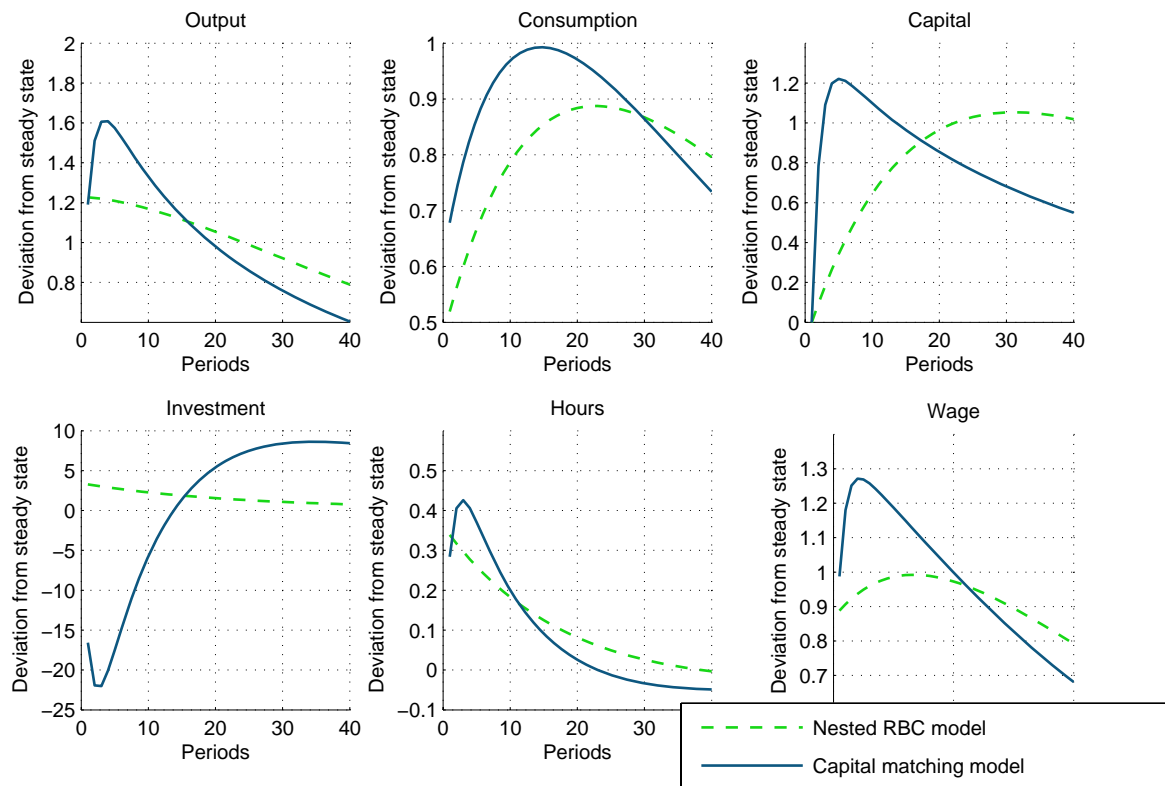 Output
Consumption
Capital
Deviation from steady state
2
1.8
1.6
1.4
1.2
1
0.8
0 10 20 30 40
Periods
Deviation from steady state
1
0.9
0.8
0.7
0.6
0.5
0 10 20 30 40
Periods
Deviation from steady state
1.2
1
0.8
0.6
0.4
0.2
0
0 10 20 30 40
Periods
Investment
Hours
Wage
Deviation from steady state
10
5
0
−5
−10
−15
−20
−25
0 10 20 30 40
Periods
Deviation from steady state
0.5
0.4
0.3
0.2
0.1
0
−0.1
0 10 20 30
Periods
Deviation from steady state
1.3
1.2
1.1
1
0.9
0.8
0.7
Nested RBC model
Capital matching model